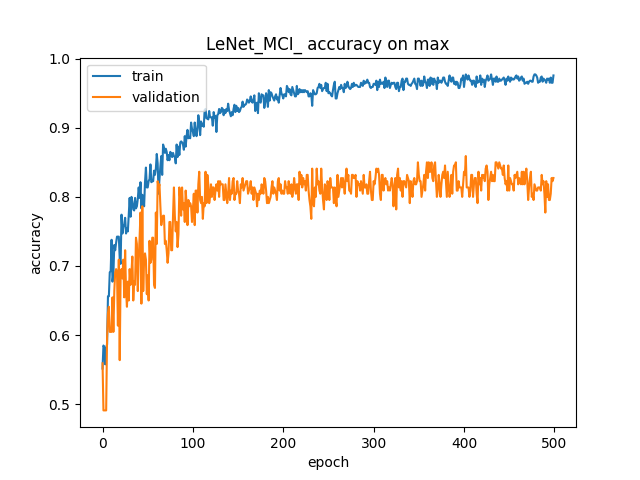 LeNet_MCI_ accuracy on max
train
validation
1.0
0.9
0.8
0.7
0.6
0.5
accuracy
0 100 200 300 400 500
epoch